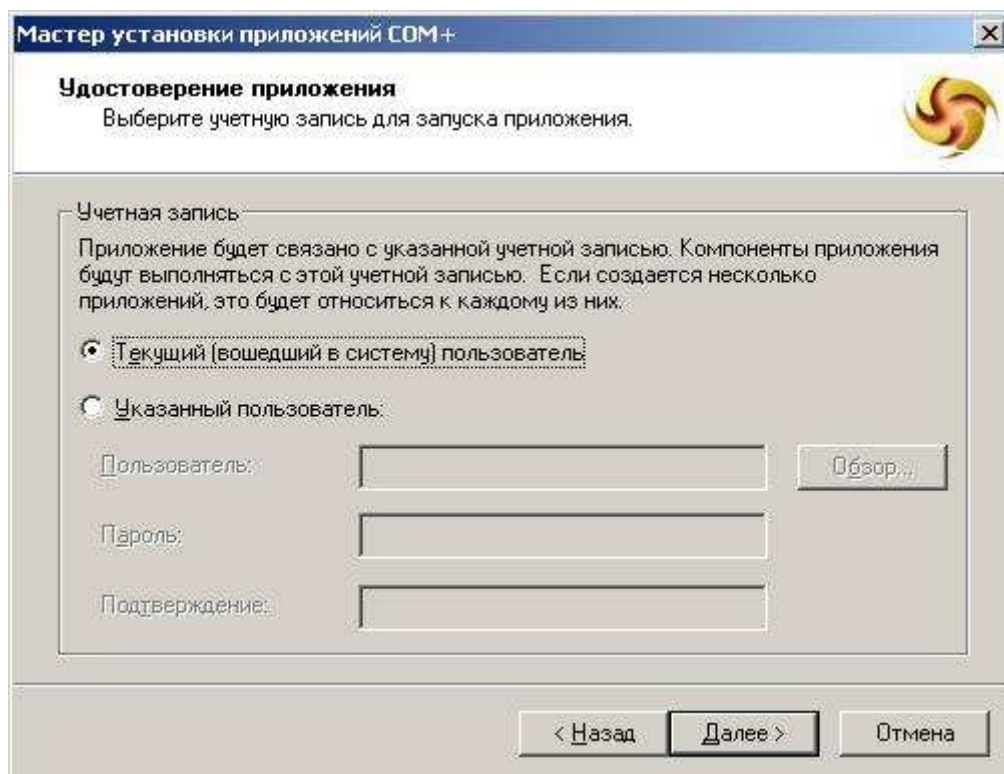 Мастер установки приложений COM+
Удостоверение приложения
Выберите учетную запись для запуска приложения.
Учетная запись
Приложение будет связано с указанной учетной записью. Компоненты приложения
будут выполняться с этой учетной записью. Если создается несколько
приложений, это будет относиться к каждому из них.
Текущий (вошедший в систему) пользователь
Указанный пользователь:
Пользователь:
Обзор...
Пароль:
Подтверждение:
< Назад
Далее >
Отмена